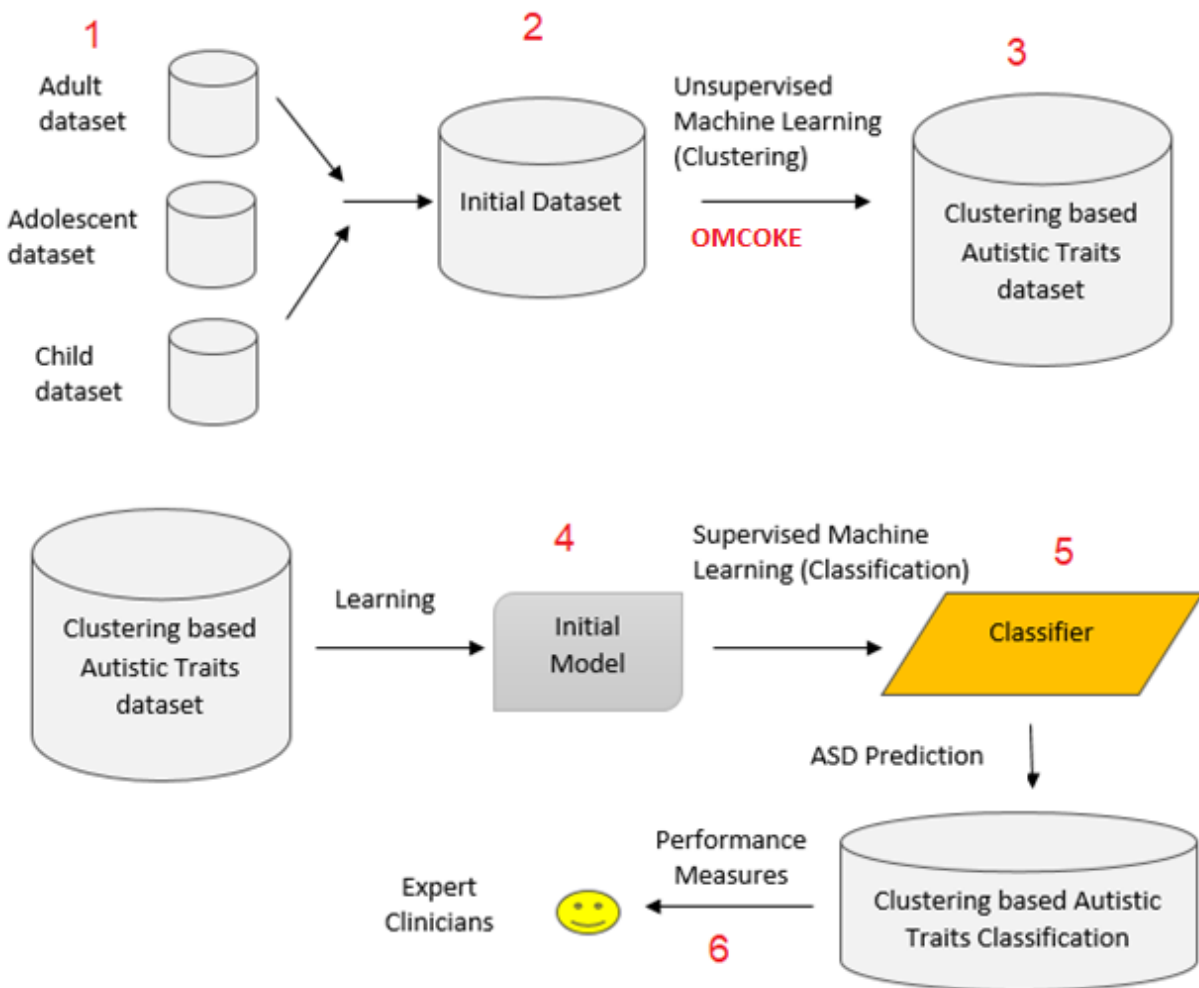 1
Adult
dataset
Adolescent
dataset
Child
dataset
2
Initial Dataset
Unsupervised
Machine Learning
(Clustering)
OMCOKE
3
Clustering based
Autistic Traits
dataset
Clustering based
Autistic Traits
dataset
Learning
4
Initial
Model
Supervised Machine
Learning (Classification)
5
Classifier
ASD Prediction
Clustering based Autistic
Traits Classification
Performance
Measures
6
Expert
Clinicians